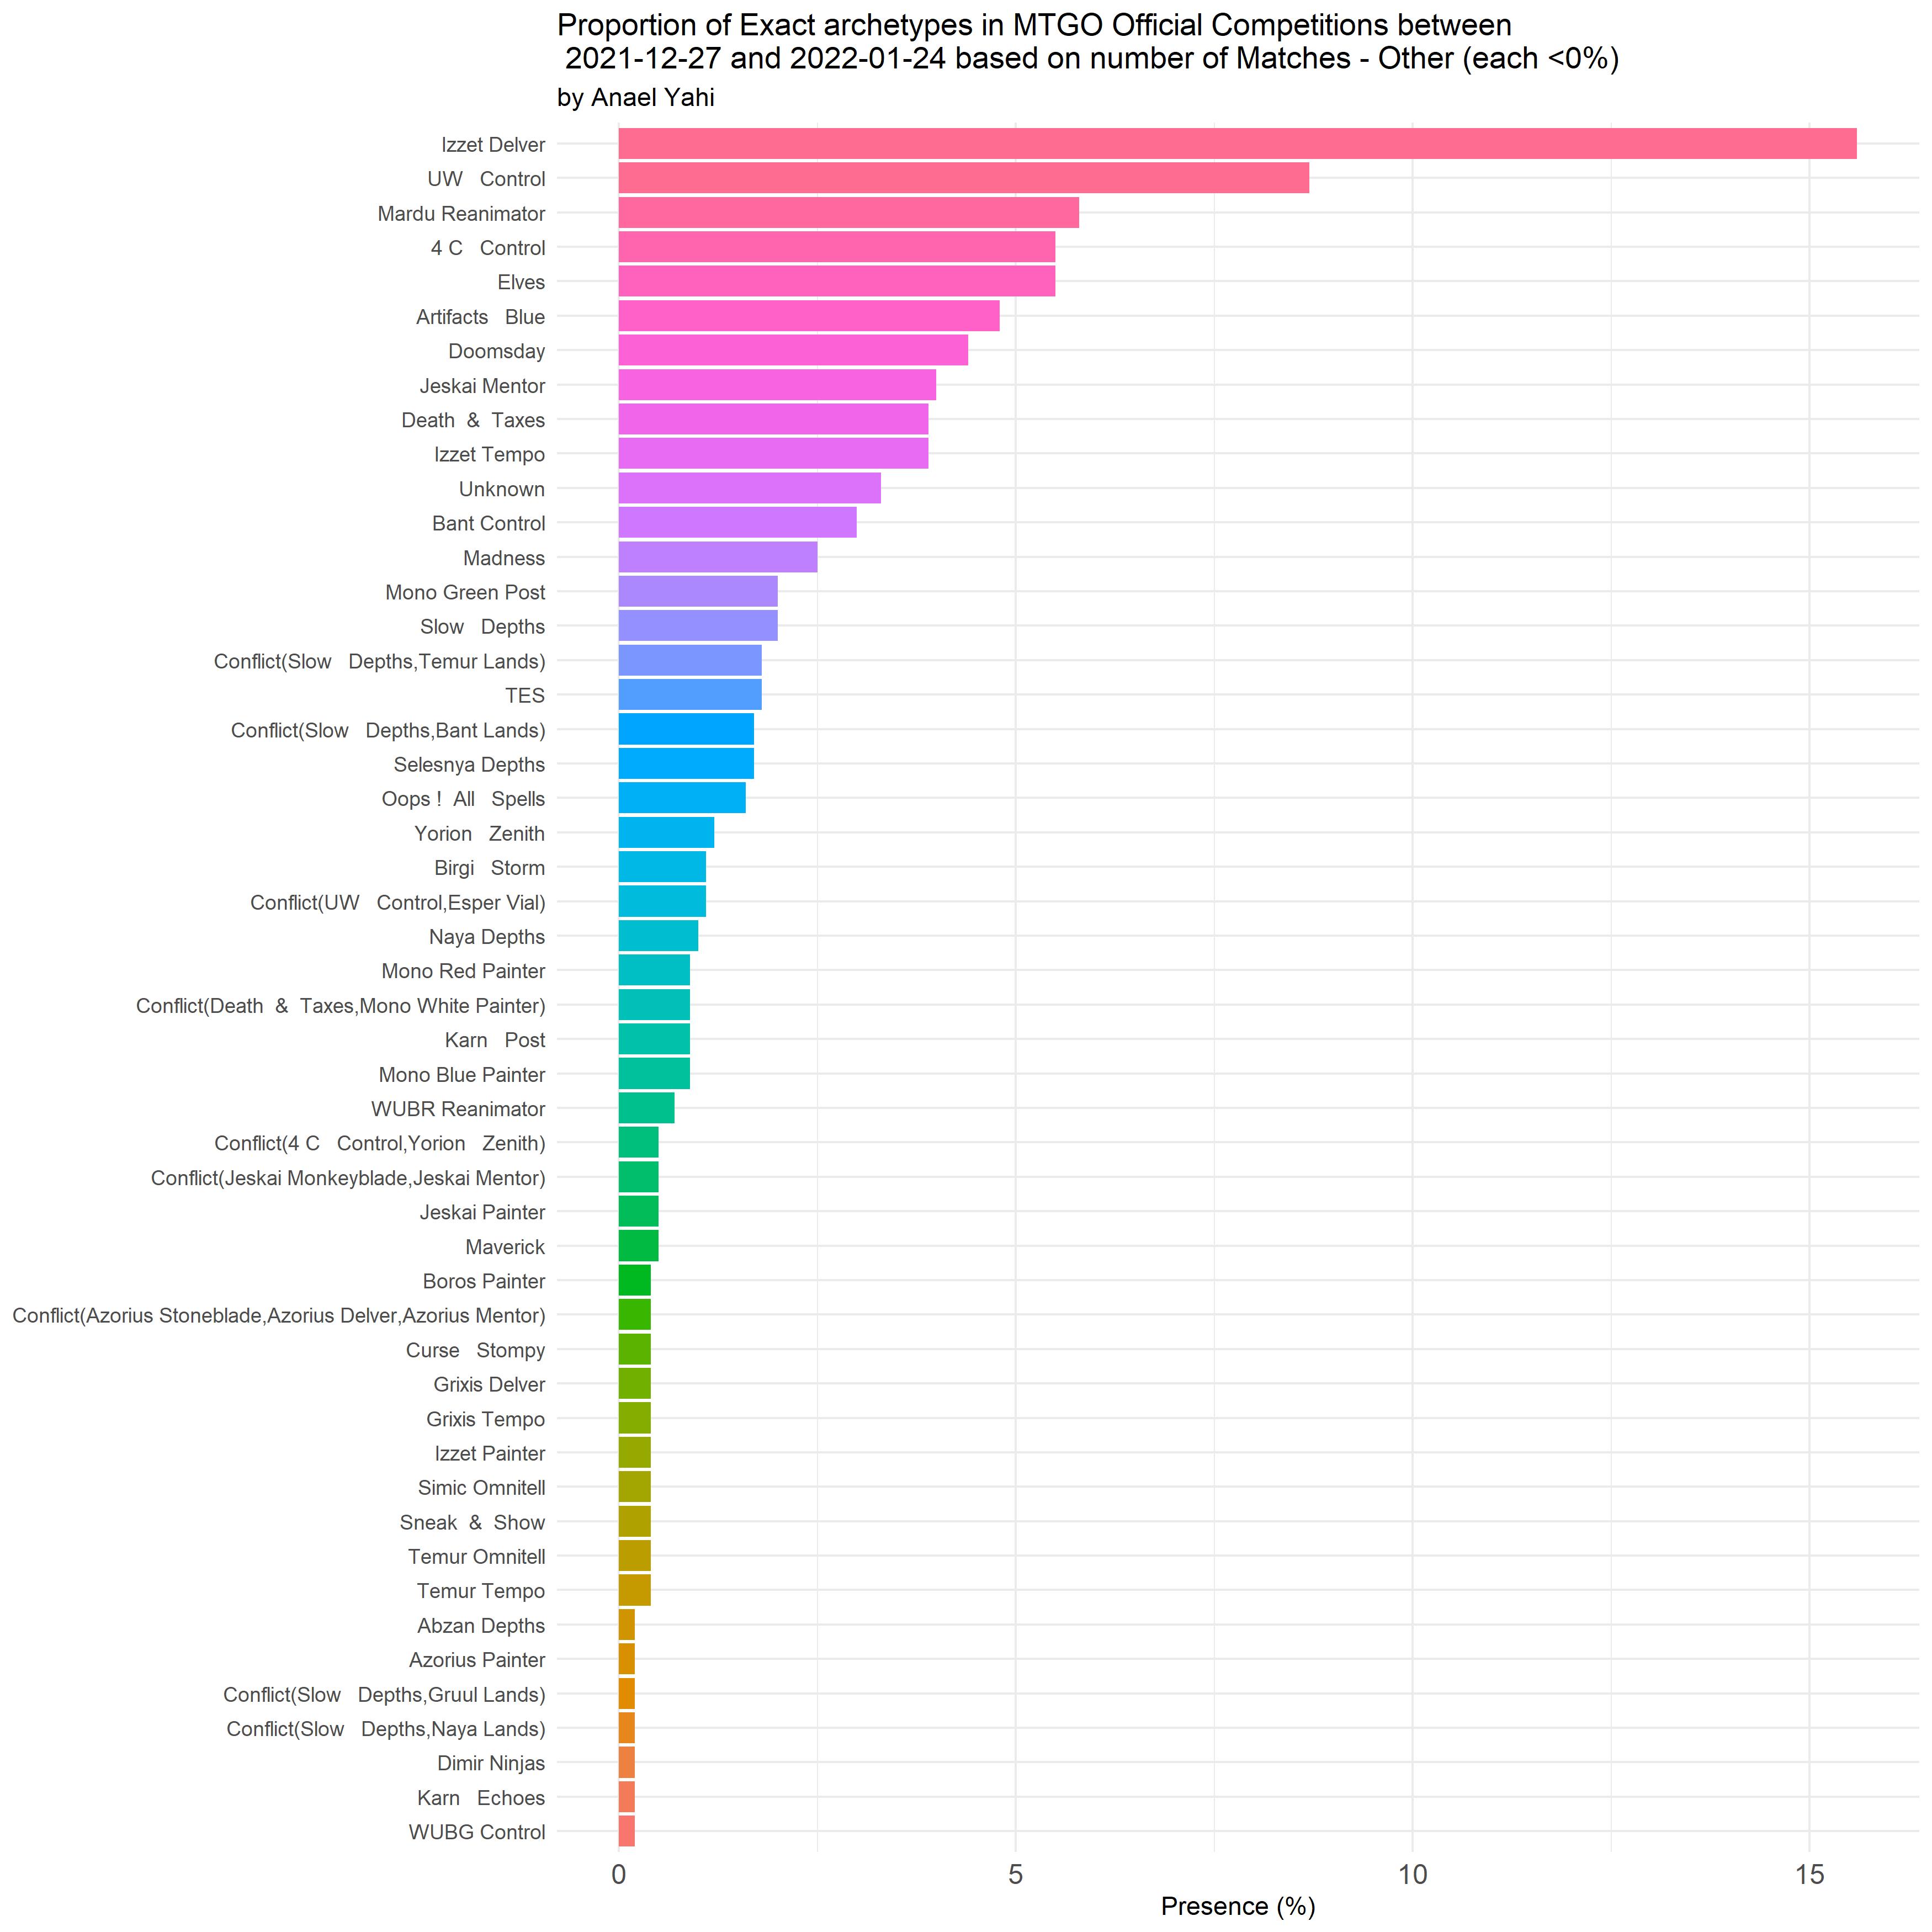 Proportion of Exact archetypes in MTGO Official Competitions between
2021-12-27 and 2022-01-24 based on number of Matches - Other (each <0%)
by Anael Yahi
Izzet Delver
UW   Control
Mardu Reanimator
4 C   Control
Elves
Artifacts   Blue
Doomsday
Jeskai Mentor
Death  &  Taxes
Izzet Tempo
Unknown
Bant Control
Madness
Mono Green Post
Slow   Depths
Conflict(Slow   Depths,Temur Lands)
TES
Conflict(Slow   Depths,Bant Lands)
Selesnya Depths
Oops !  All   Spells
Yorion   Zenith
Birgi   Storm
Conflict(UW   Control,Esper Vial)
Naya Depths
Mono Red Painter
Conflict(Death  &  Taxes,Mono White Painter)
Karn   Post
Mono Blue Painter
WUBR Reanimator
Conflict(4 C   Control,Yorion   Zenith)
Conflict(Jeskai Monkeyblade,Jeskai Mentor)
Jeskai Painter
Maverick
Boros Painter
Conflict(Azorius Stoneblade,Azorius Delver,Azorius Mentor)
Curse   Stompy
Grixis Delver
Grixis Tempo
Izzet Painter
Simic Omnitell
Sneak  &  Show
Temur Omnitell
Temur Tempo
Abzan Depths
Azorius Painter
Conflict(Slow   Depths,Gruul Lands)
Conflict(Slow   Depths,Naya Lands)
Dimir Ninjas
Karn   Echoes
WUBG Control
0 5 10 15
Presence (%)